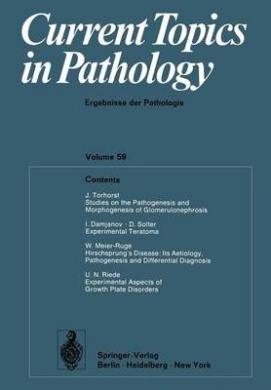 Current Topics
in Pathology
Ergebnisse der Pathologie
Volume 59
Contents
J. Torhorst
Studies on the Pathogenesis and
Morphogenesis of Glomerulonephrosis
I. Damjanov · D. Solter
Experimental Teratoma
W. Meier-Ruge
Hirschsprung's Disease: Its Aetiology,
Pathogenesis and Differential Diagnosis
U. N. Riede
Experimental Aspects of
Growth Plate Disorders
Springer-Verlag
Berlin · Heidelberg · New York